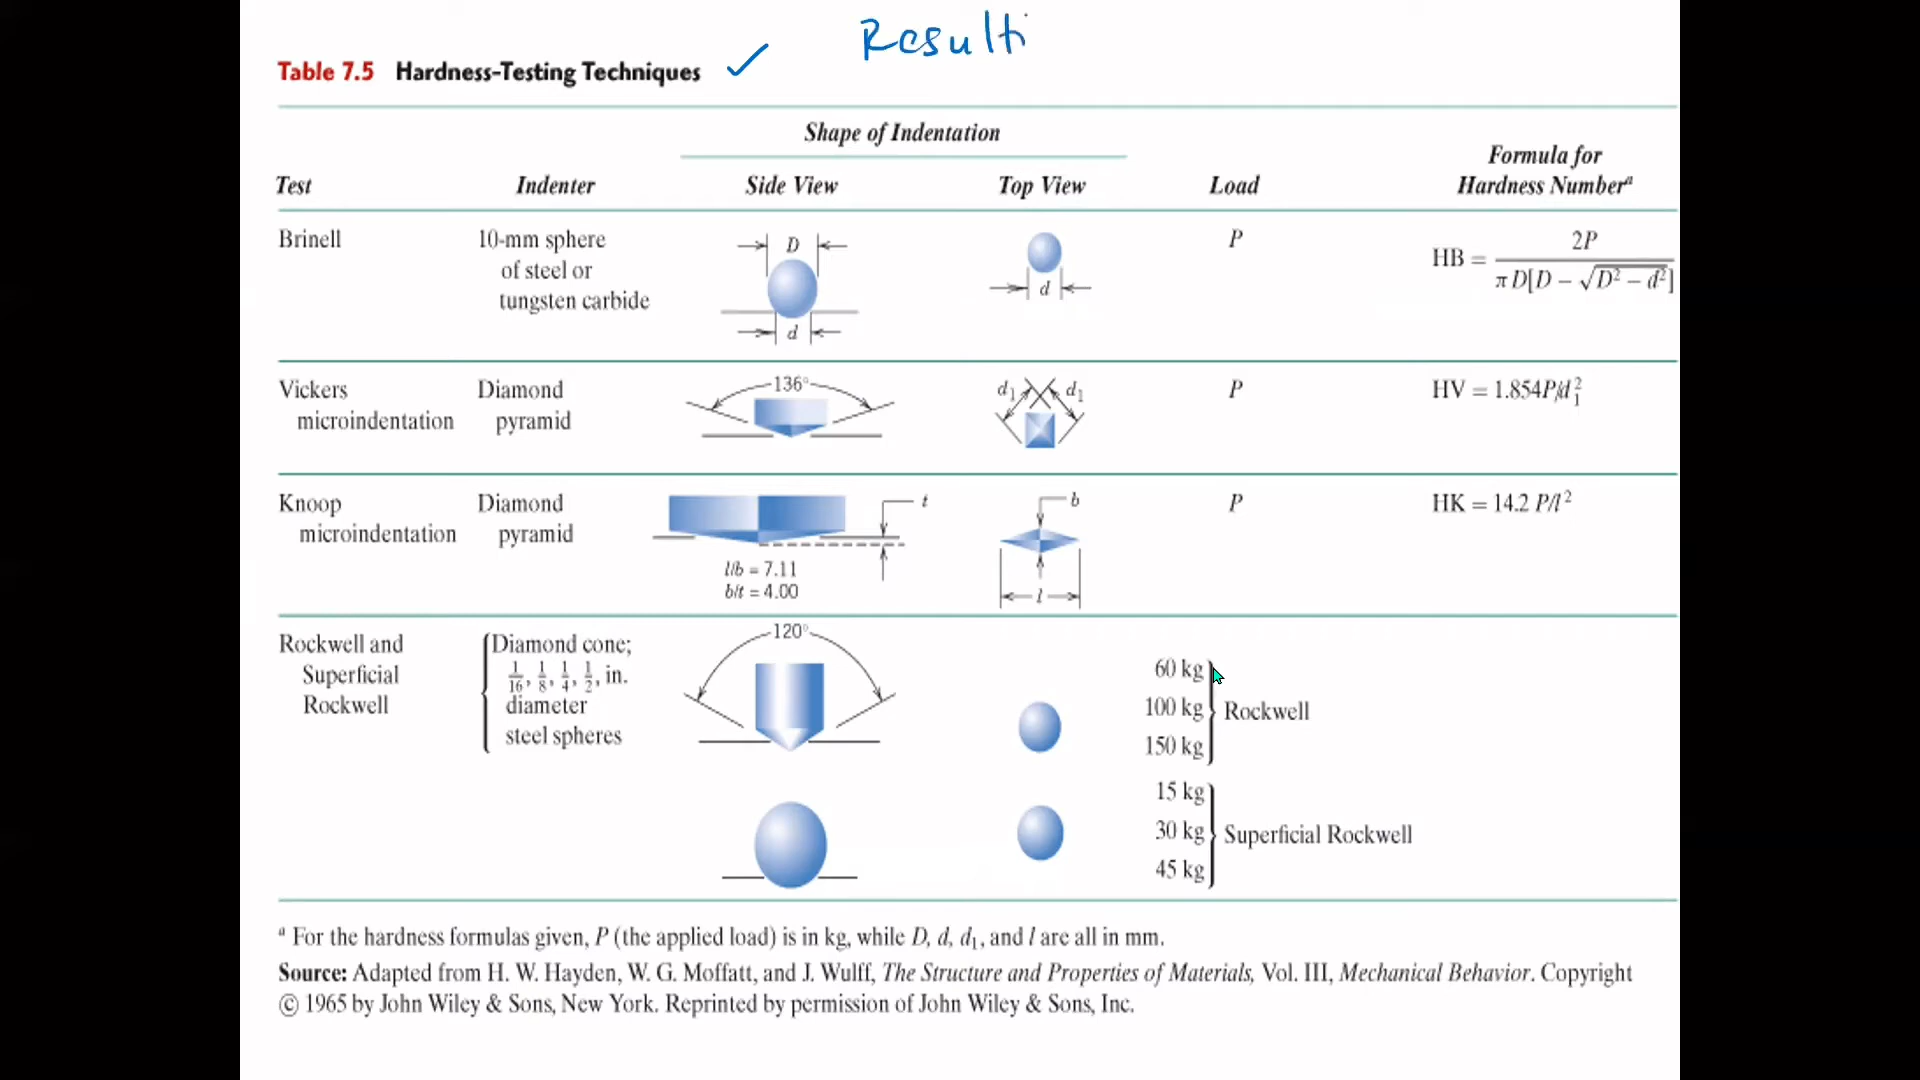 Resulti
Table 7.5 Hardness-Testing Techniques
Shape of Indentation
Formula for
Test Indenter Side View Top View Load Hardness Numberᵃ
Brinell 10-mm sphere of steel or tungsten carbide D d d P HB = 2P / πD[D − √D² − d²]
Vickers microindentation Diamond pyramid 136° d₁ d₁ P HV = 1.854P/d₁²
Knoop microindentation Diamond pyramid t b P HK = 14.2 P/l²
l/b = 7.11
b/t = 4.00
l
Rockwell and Superficial Rockwell
Diamond cone;
1/16, 1/8, 1/4, 1/2, in.
diameter
steel spheres
120°
60 kg
100 kg Rockwell
150 kg
15 kg
30 kg Superficial Rockwell
45 kg
ᵃ For the hardness formulas given, P (the applied load) is in kg, while D, d, d₁, and l are all in mm.
Source: Adapted from H. W. Hayden, W. G. Moffatt, and J. Wulff, The Structure and Properties of Materials, Vol. III, Mechanical Behavior. Copyright
© 1965 by John Wiley & Sons, New York. Reprinted by permission of John Wiley & Sons, Inc.